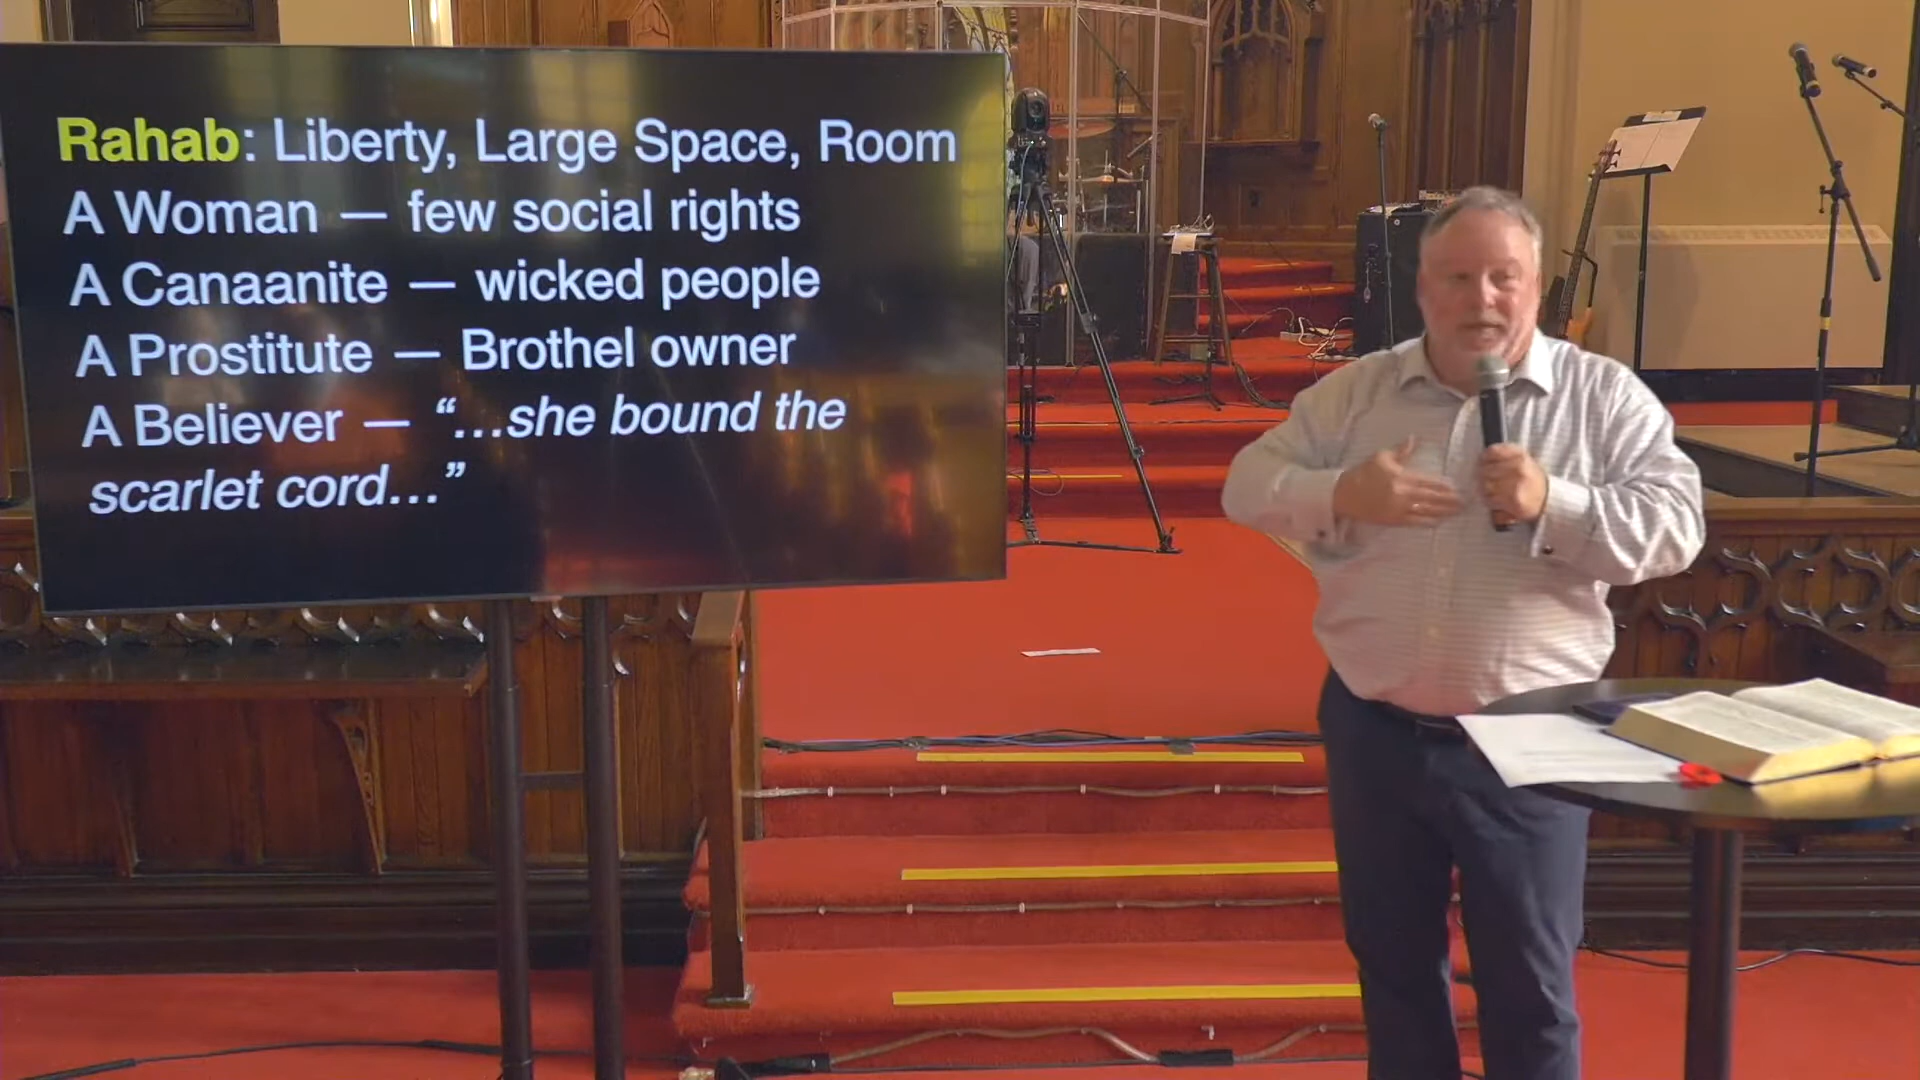 Rahab: Liberty, Large Space, Room
A Woman — few social rights
A Canaanite — wicked people
A Prostitute — Brothel owner
A Believer — “…she bound the
scarlet cord…”